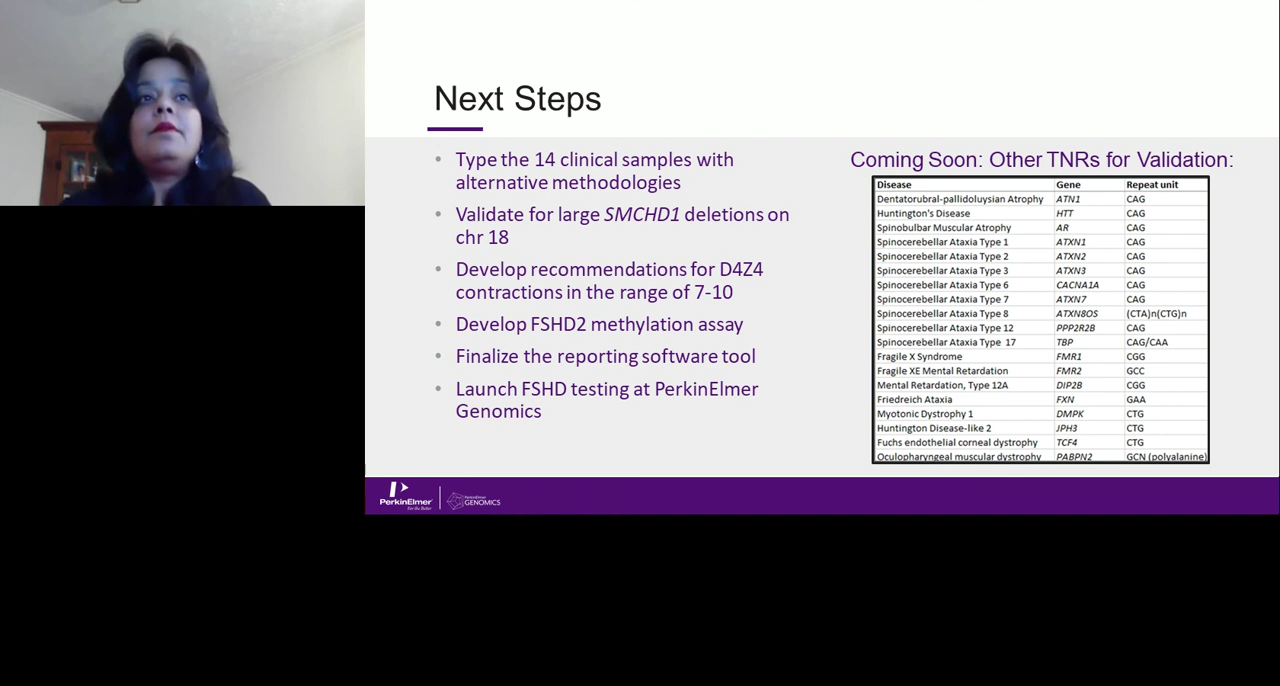 Next Steps
Type the 14 clinical samples with
alternative methodologies
Validate for large SMCHD1 deletions on
chr 18
Develop recommendations for D4Z4
contractions in the range of 7-10
Develop FSHD2 methylation assay
Finalize the reporting software tool
Launch FSHD testing at PerkinElmer
Genomics
Coming Soon: Other TNRs for Validation:
Disease Gene Repeat unit
Dentatorubral-pallidoluysian Atrophy ATN1 CAG
Huntington's Disease HTT CAG
Spinobulbar Muscular Atrophy AR CAG
Spinocerebellar Ataxia Type 1 ATXN1 CAG
Spinocerebellar Ataxia Type 2 ATXN2 CAG
Spinocerebellar Ataxia Type 3 ATXN3 CAG
Spinocerebellar Ataxia Type 6 CACNA1A CAG
Spinocerebellar Ataxia Type 7 ATXN7 CAG
Spinocerebellar Ataxia Type 8 ATXN8OS (CTA)n(CTG)n
Spinocerebellar Ataxia Type 12 PPP2R2B CAG
Spinocerebellar Ataxia Type 17 TBP CAG/CAA
Fragile X Syndrome FMR1 CGG
Fragile XE Mental Retardation FMR2 GCC
Mental Retardation, Type 12A DIP2B CGG
Friedreich Ataxia FXN GAA
Myotonic Dystrophy 1 DMPK CTG
Huntington Disease-like 2 JPH3 CTG
Fuchs endothelial corneal dystrophy TCF4 CTG
Oculopharyngeal muscular dystrophy PABPN2 GCN (polyalanine)
PerkinElmer
For the Better
PerkinElmer
GENOMICS